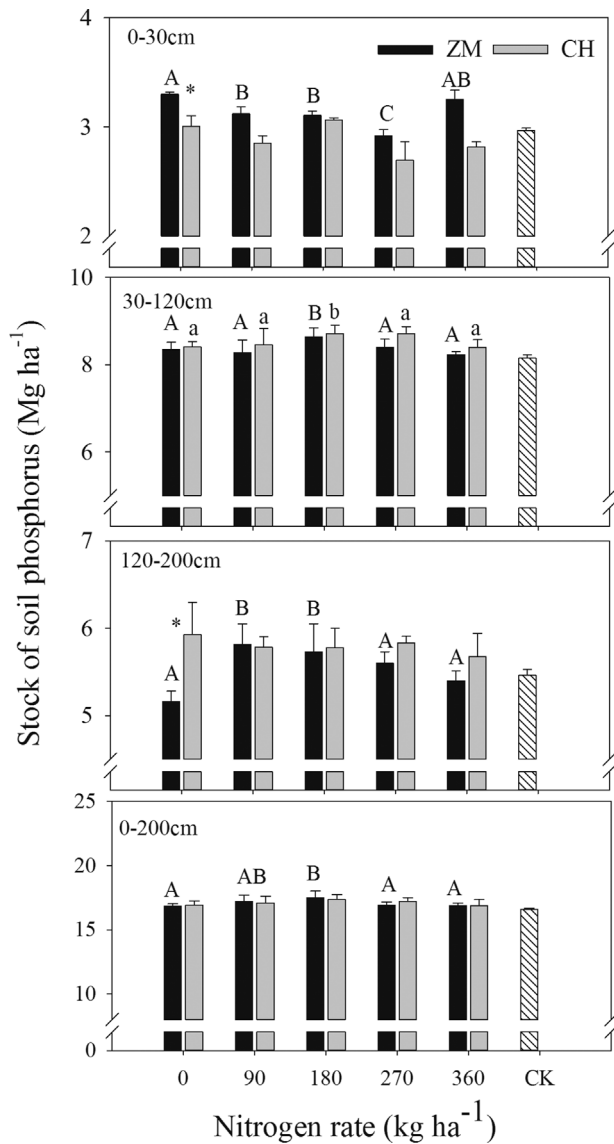 Stock of soil phosphorus (Mg ha-1)
4
0-30cm
ZM CH
A * B B C AB
3
2
10
30-120cm
A a A a B b A a A a
8
6
7
120-200cm
* B B
A A A
6
5
25
0-200cm
A AB B A A
20
15
10
0
0 90 180 270 360 CK
Nitrogen rate (kg ha-1)